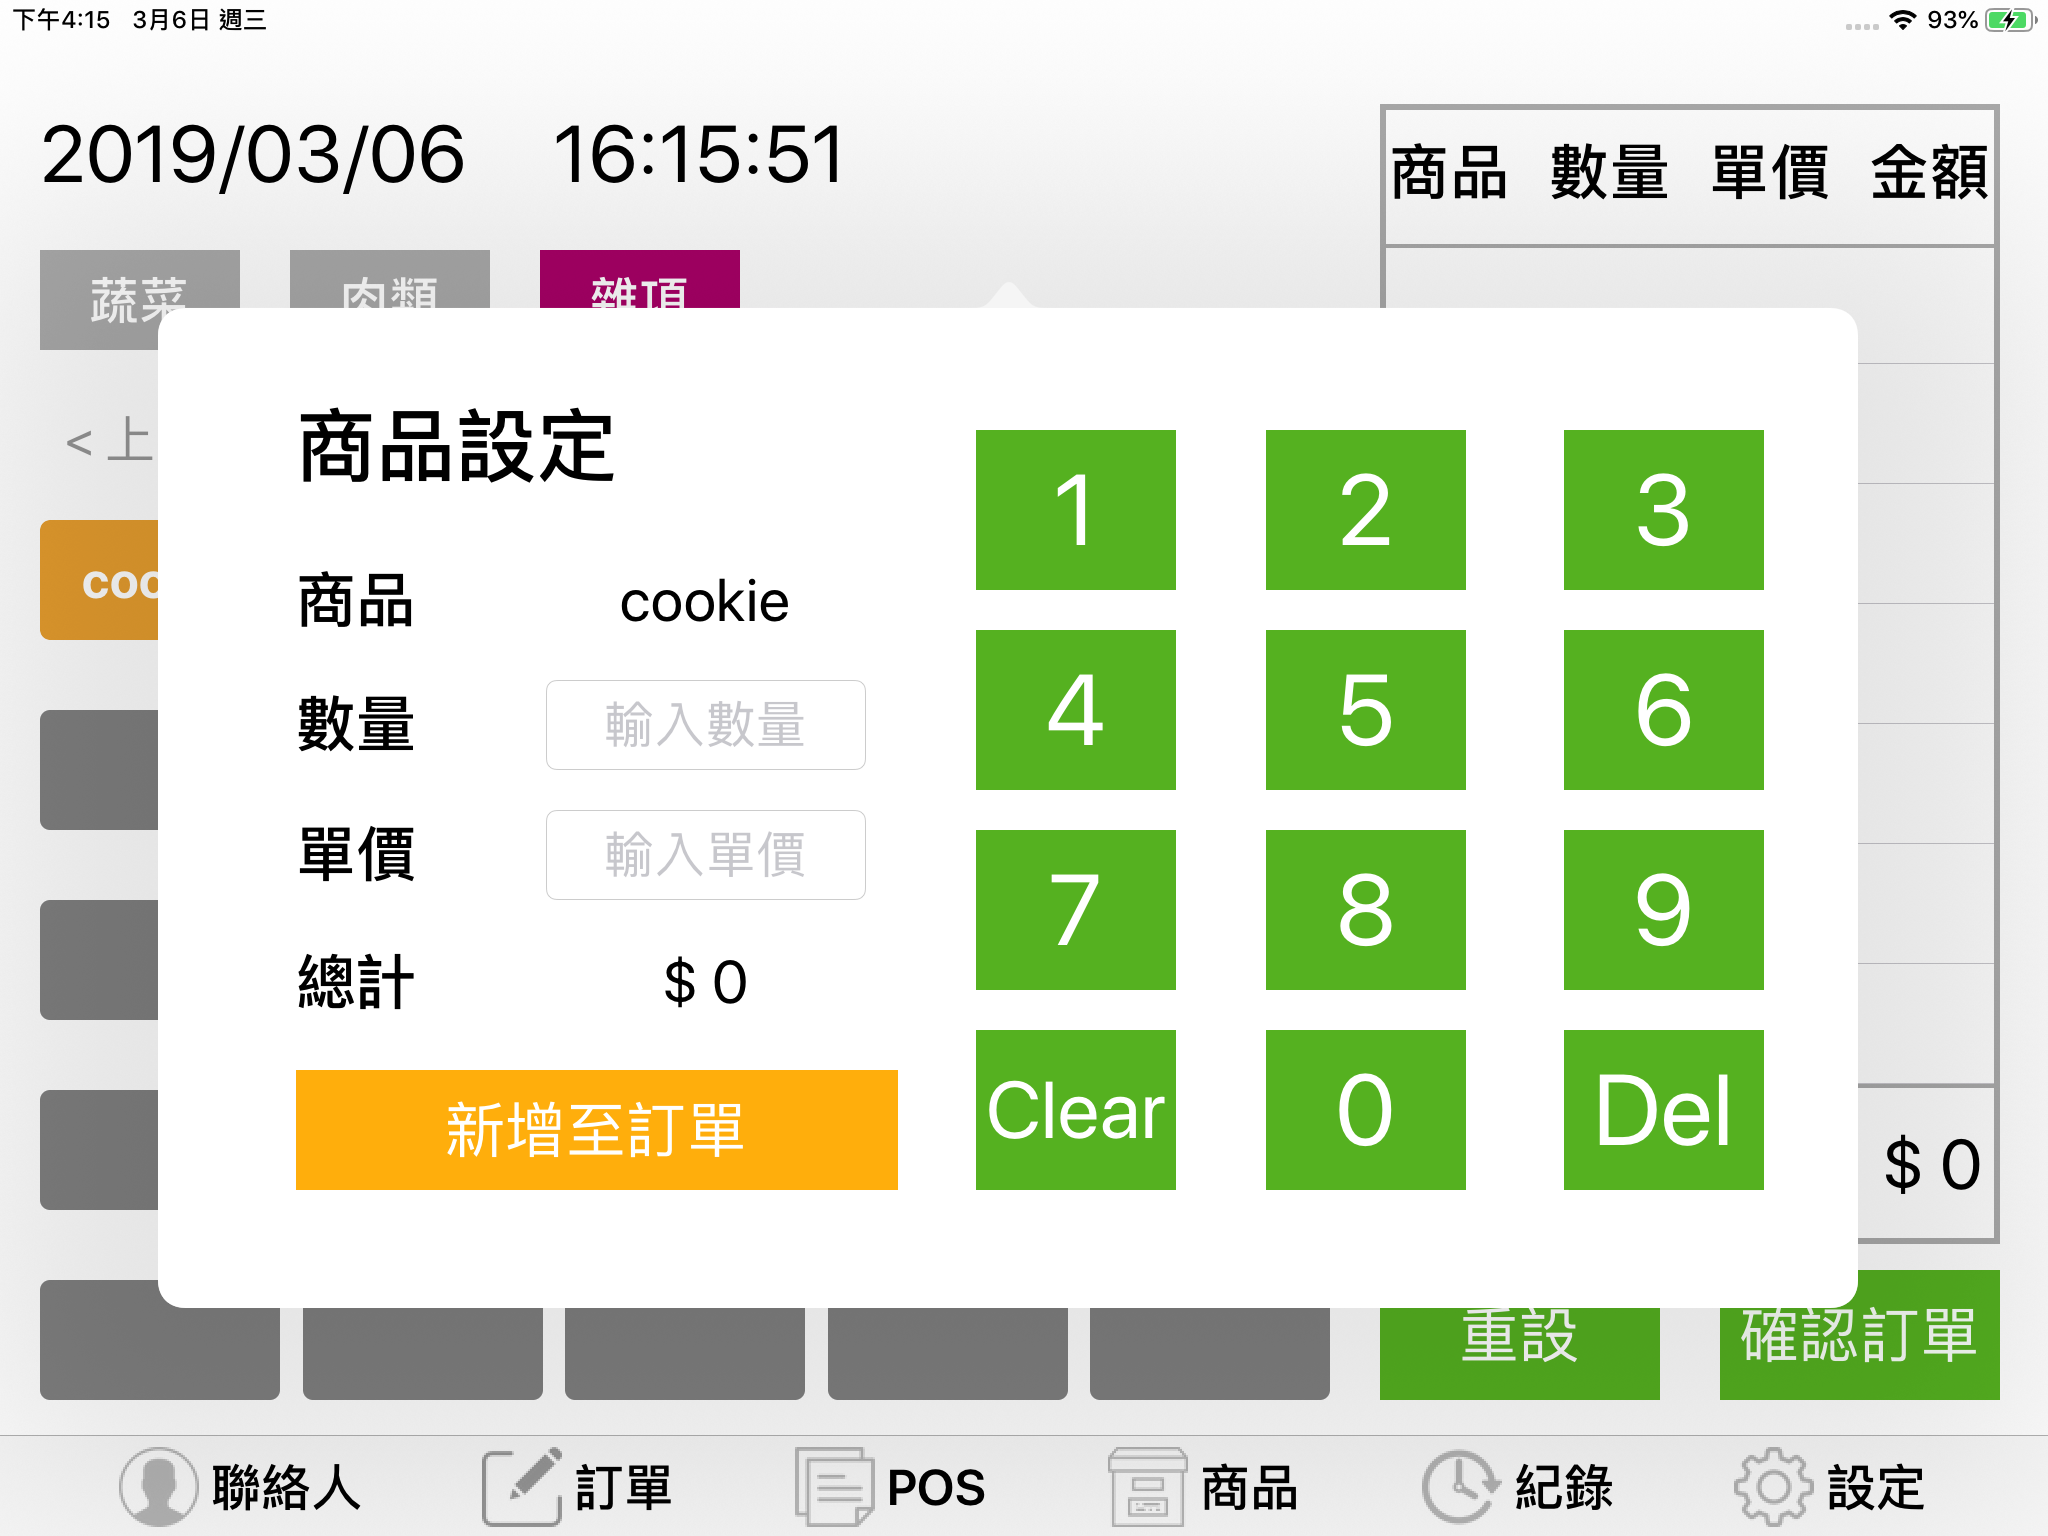 下午4:15 3月6日 週三
93%
2019/03/06 16:15:51
商品 數量 單價 金額
蔬菜 肉類 雜項
< 上
商品設定
商品 cookie
數量 輸入數量
單價 輸入單價
總計 $ 0
新增至訂單
1 2 3
4 5 6
7 8 9
Clear 0 Del
$ 0
重設 確認訂單
聯絡人 訂單 POS 商品 紀錄 設定